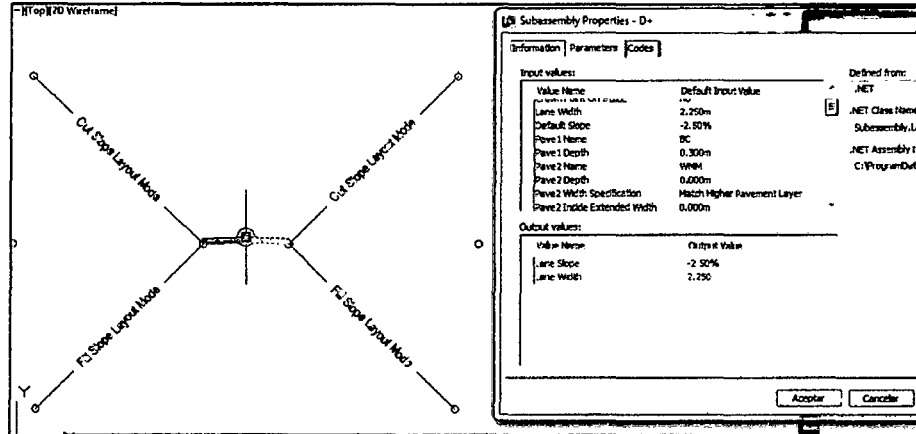 [Top][2D Wireframe]
Cut Slope Layout Mode
Cut Slope Layout Mode
Fill Slope Layout Mode
Fill Slope Layout Mode
Y
Subassembly Properties - D+
Information Parameters Codes
Input values:
Defined from:
Value Name Default Input Value
.NET
Lane Width 2.250m
.NET Class Name
Default Slope -2.50%
Subassembly.L
Pave1 Name BC
Pave1 Depth 0.300m
.NET Assembly
Pave2 Name WMM
C:\ProgramDat
Pave2 Depth 0.000m
Pave2 Width Specification Match Higher Pavement Layer
Pave2 Inside Extended Width 0.000m
Output values:
Value Name Output Value
Lane Slope -2.50%
Lane Width 2.250
Aceptar Cancelar